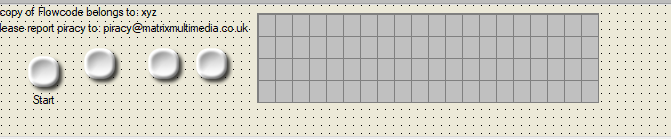 copy of Flowcode belongs to: xyz
lease report piracy to: piracy@matrixmultimedia.co.uk
Start